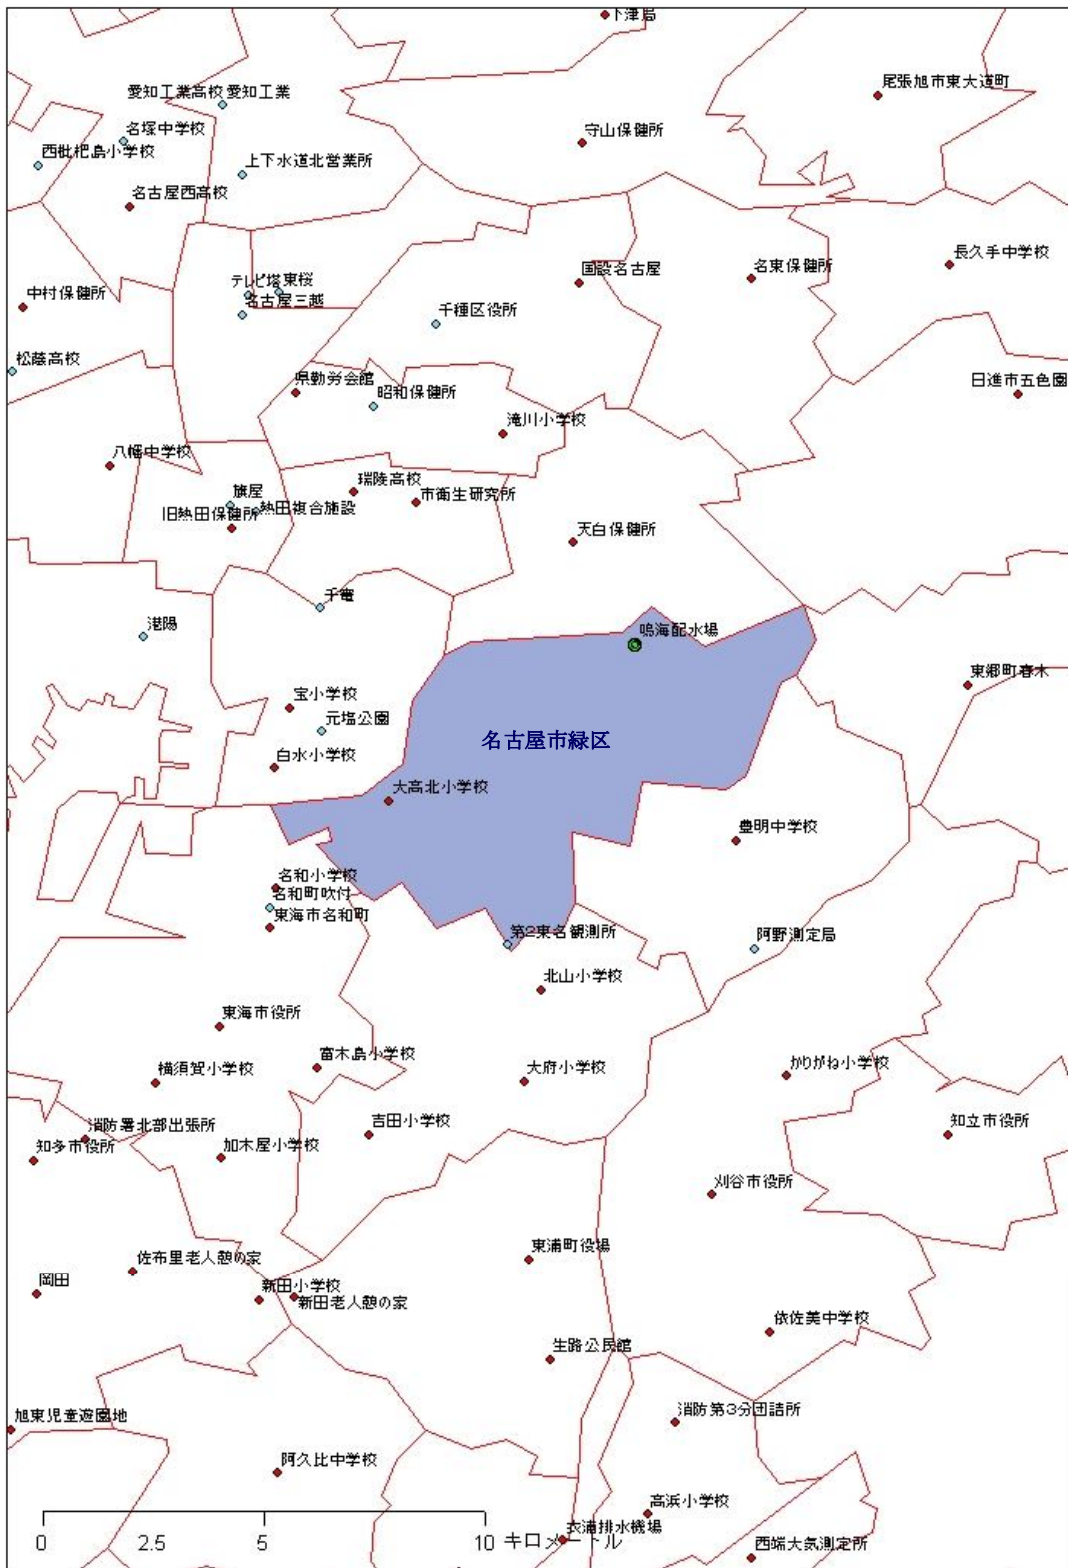 下津局
尾張旭市東大道町
愛知工業高校 愛知工業
名塚中学校
守山保健所
西枇杷島小学校
上下水道北営業所
名古屋西高校
長久手中学校
国設名古屋
名東保健所
テレビ塔 東桜
中村保健所
名古屋三越
千種区役所
松蔭高校
県勤労会館
日進市五色園
昭和保健所
滝川小学校
八幡中学校
瑞陵高校
旗屋
市衛生研究所
熱田複合施設
旧熱田保健所
天白保健所
千竈
港陽
鳴海配水場
東郷町春木
宝小学校
元塩公園
名古屋市緑区
白水小学校
大高北小学校
豊明中学校
名和小学校
名和町吹付
東海市名和町
第2東名観測所
阿野測定局
北山小学校
東海市役所
富木島小学校
横須賀小学校
大府小学校
かりがね小学校
消防署北部出張所
吉田小学校
知立市役所
知多市役所
加木屋小学校
刈谷市役所
東浦町役場
佐布里老人憩の家
岡田
新田小学校
新田老人憩の家
依佐美中学校
生路公民館
消防第3分団詰所
旭東児童遊園地
阿久比中学校
高浜小学校
衣浦排水機場
0 2.5 5 10 キロメートル
西端大気測定所